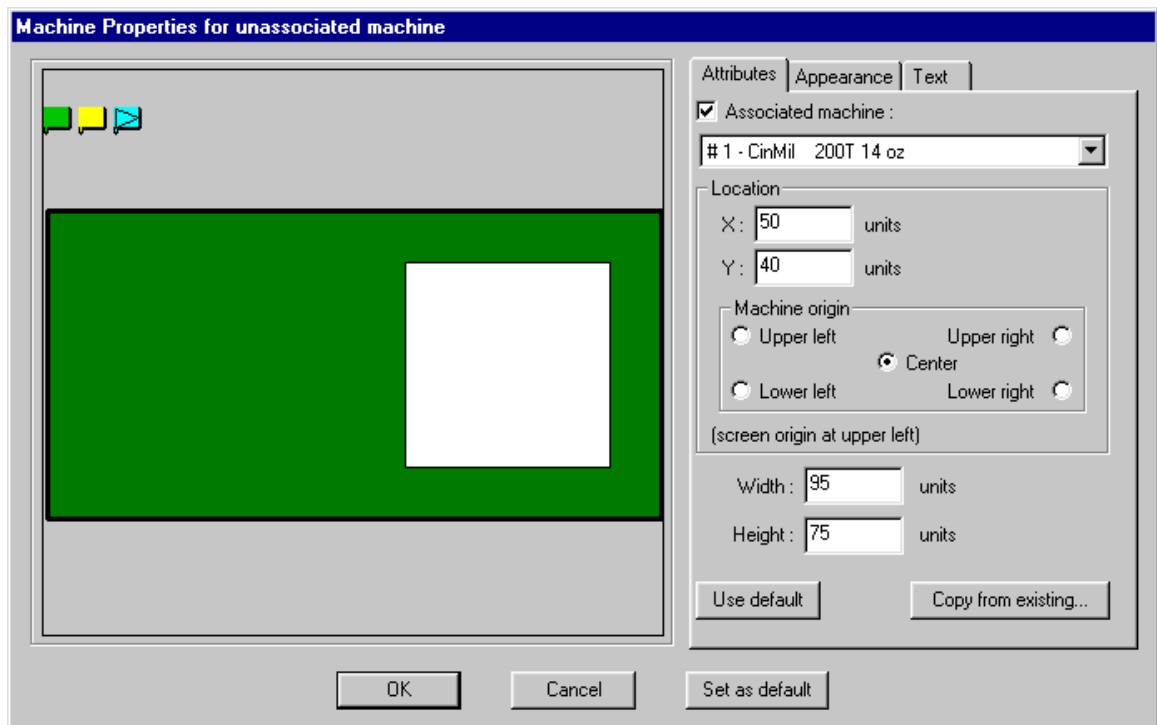 Machine Properties for unassociated machine
Attributes Appearance Text
Associated machine :
# 1 - CinMil 200T 14 oz
Location
X : 50 units
Y : 40 units
Machine origin
Upper left Upper right
Center
Lower left Lower right
(screen origin at upper left)
Width : 95 units
Height : 75 units
Use default Copy from existing...
OK Cancel Set as default